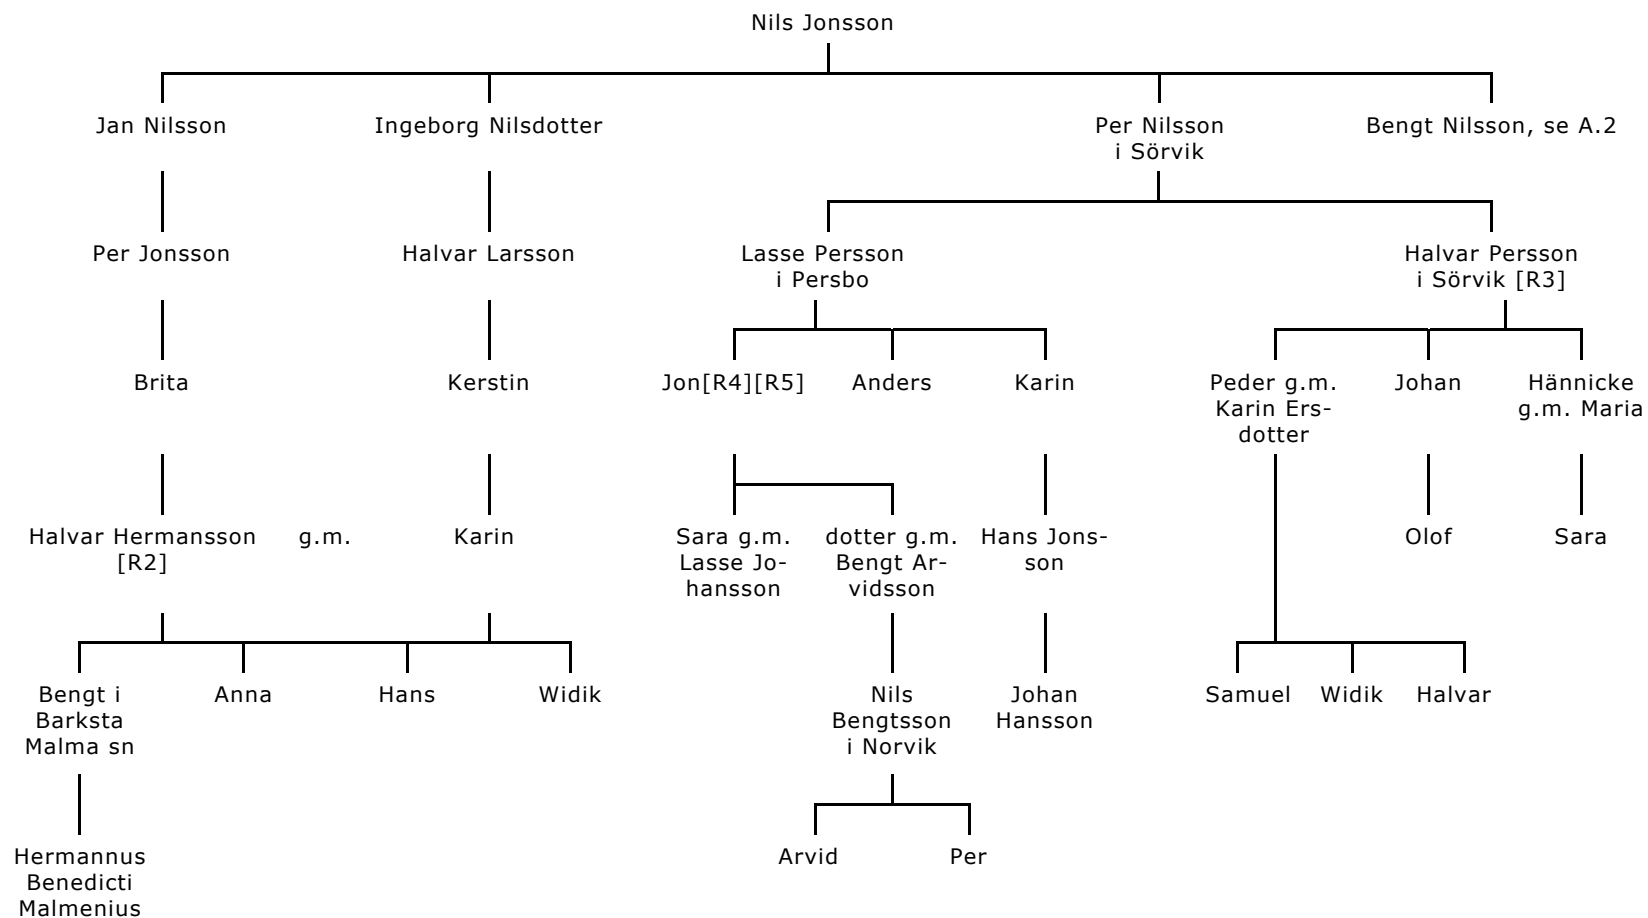 Nils Jonsson
Jan Nilsson
Ingeborg Nilsdotter
Per Nilsson
i Sörvik
Bengt Nilsson, se A.2
Per Jonsson
Halvar Larsson
Lasse Persson
i Persbo
Halvar Persson
i Sörvik [R3]
Brita
Kerstin
Jon[R4][R5]
Anders
Karin
Peder g.m.
Karin Ers-
dotter
Johan
Hännicke
g.m. Maria
Halvar Hermansson
[R2]
g.m.
Karin
Sara g.m.
Lasse Jo-
hansson
dotter g.m.
Bengt Ar-
vidsson
Hans Jons-
son
Olof
Sara
Bengt i
Barksta
Malma sn
Anna
Hans
Widik
Nils
Bengtsson
i Norvik
Johan
Hansson
Samuel
Widik
Halvar
Hermannus
Benedicti
Malmenius
Arvid
Per